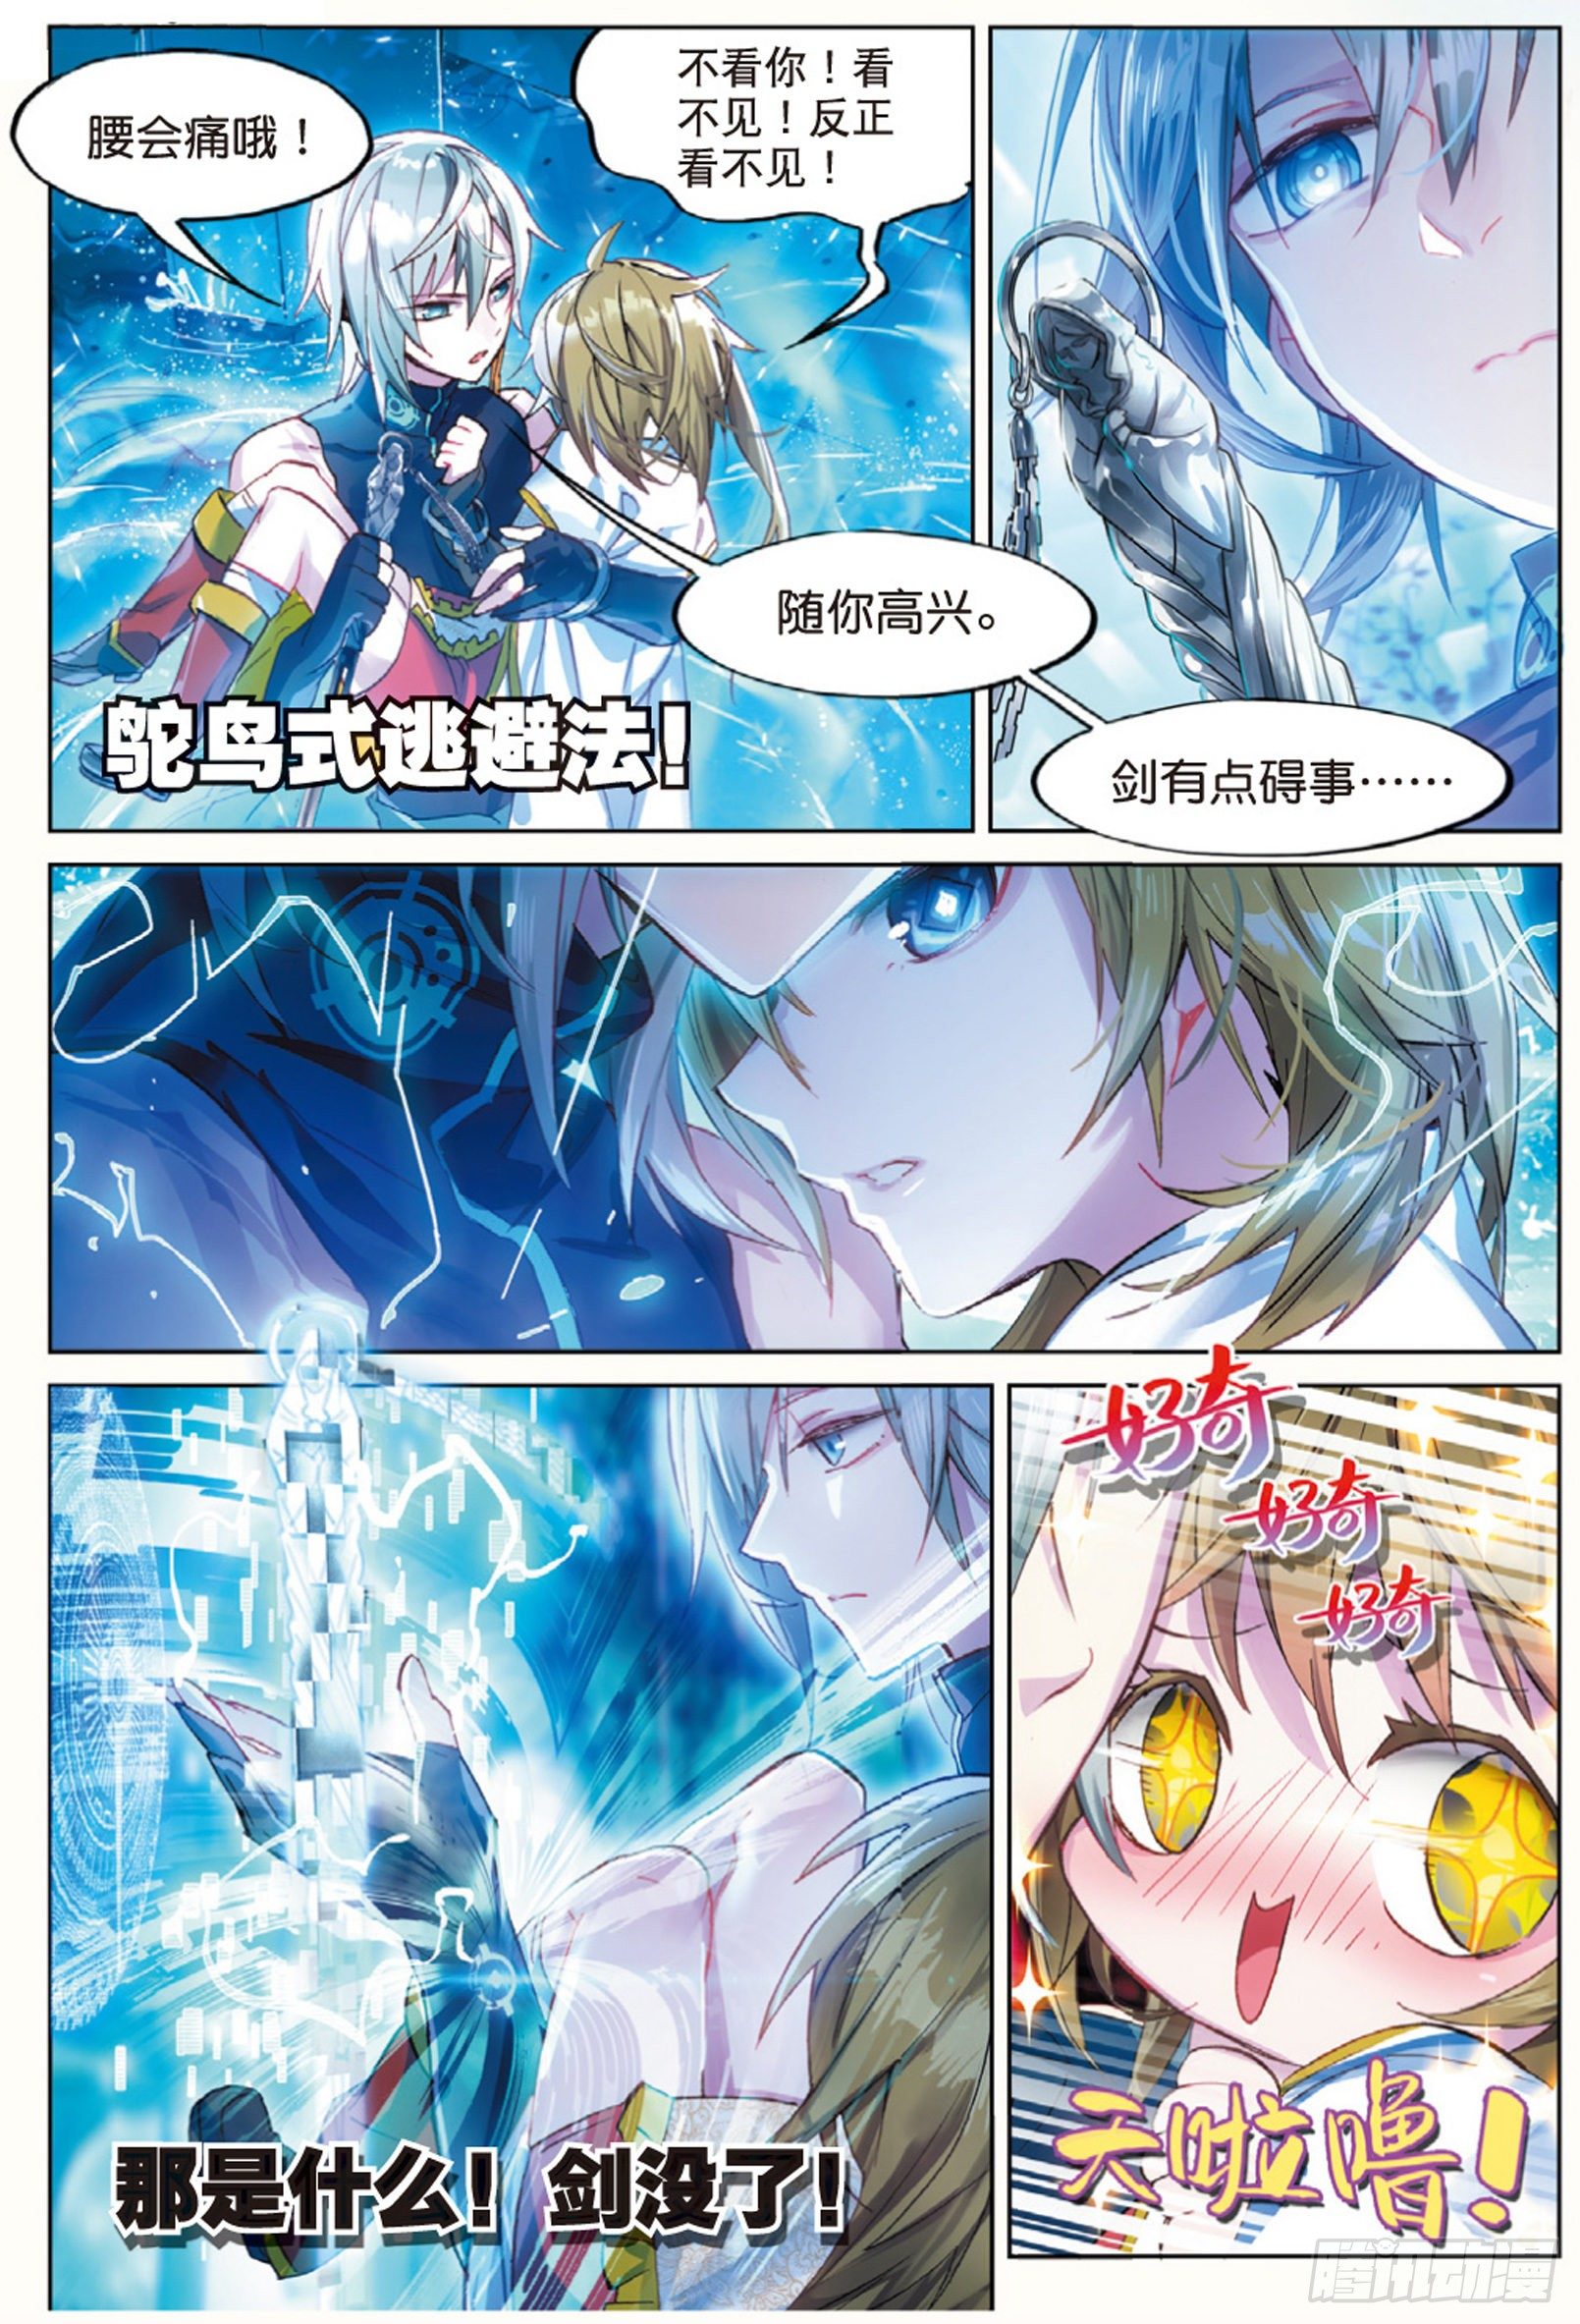 腰会痛哦！
不看你！看
不见！反正
看不见！
随你高兴。
鸵鸟式逃避法！
剑有点碍事……
好奇
好奇
好奇
那是什么！剑没了！
天啦噜！
腾讯动漫